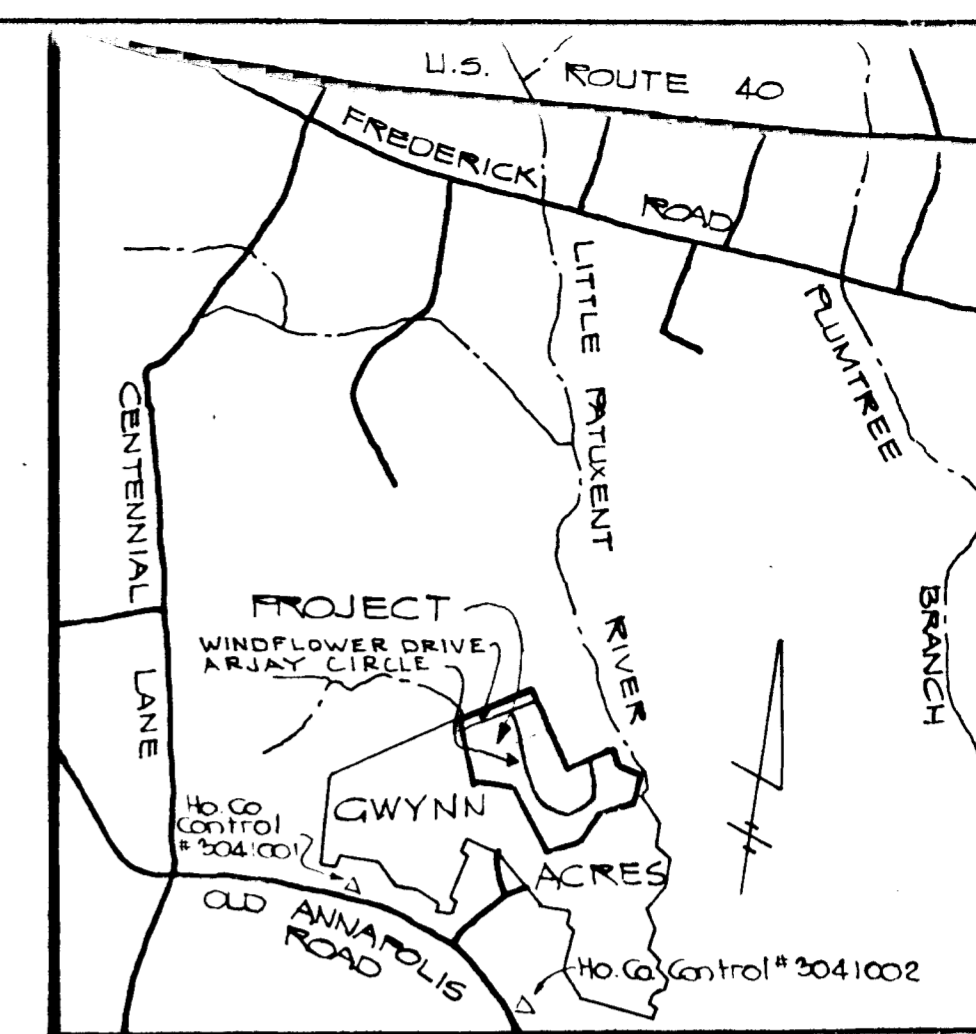 U.S. ROUTE 40
FREDERICK ROAD
LITTLE PATUXENT RIVER
PLUMTREE BRANCH
CENTENNIAL LANE
PROJECT
WINDFLOWER DRIVE
ARJAY CIRCLE
GWYNN ACRES
Ho. Co
Control
# 3041001
OLD ANNAPOLIS
ROAD
Ho. Co. Control # 3041002